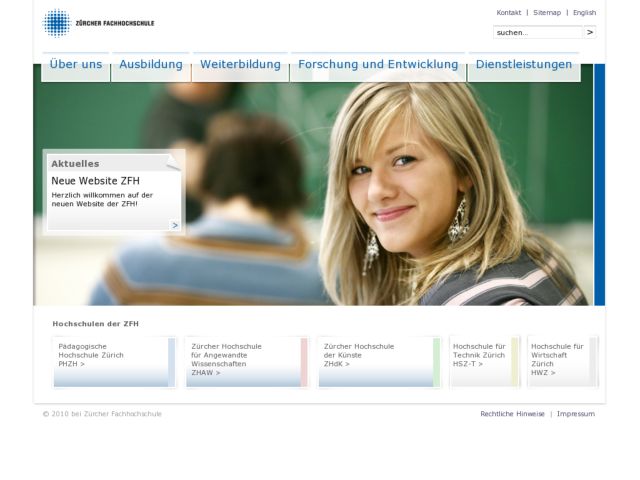 ZÜRCHER FACHHOCHSCHULE
Kontakt | Sitemap | English
suchen... >
Über uns Ausbildung Weiterbildung Forschung und Entwicklung Dienstleistungen
Aktuelles
Neue Website ZFH
Herzlich willkommen auf der
neuen Website der ZFH!
>
Hochschulen der ZFH
Pädagogische
Hochschule Zürich
PHZH >
Zürcher Hochschule
für Angewandte
Wissenschaften
ZHAW >
Zürcher Hochschule
der Künste
ZHdK >
Hochschule für
Technik Zürich
HSZ-T >
Hochschule für
Wirtschaft
Zürich
HWZ >
© 2010 bei Zürcher Fachhochschule
Rechtliche Hinweise | Impressum